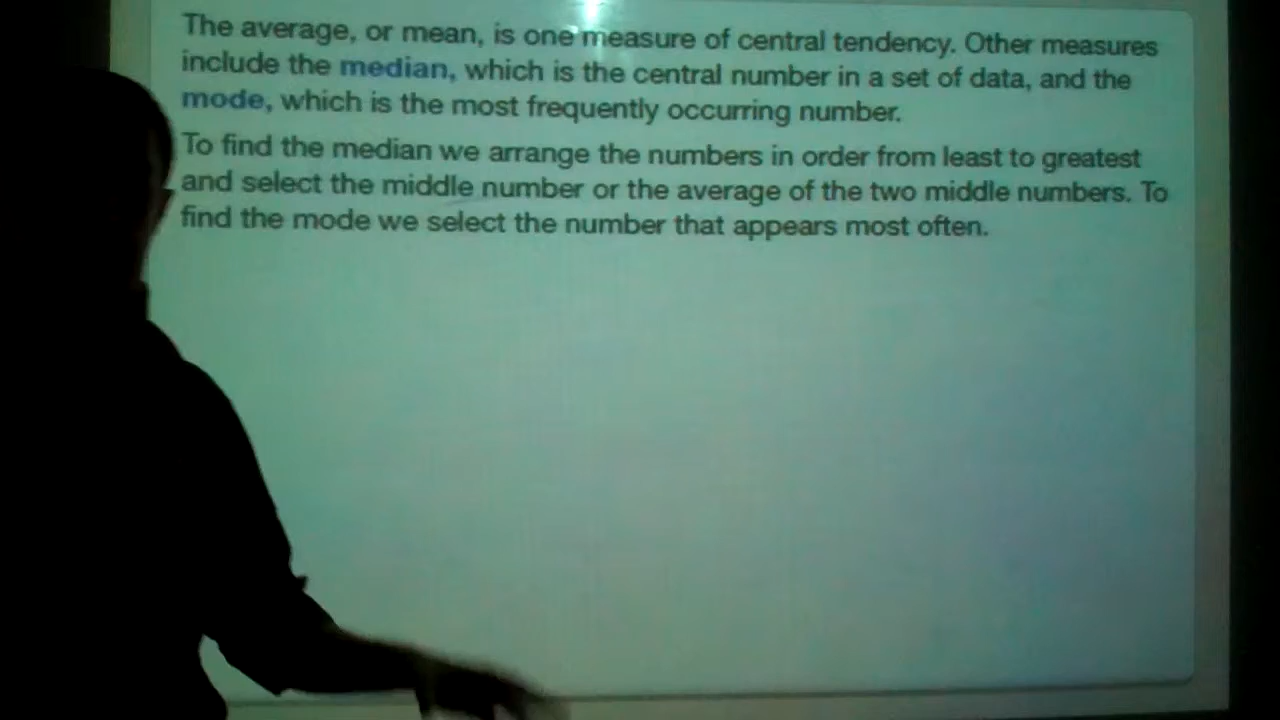 The average, or mean, is one measure of central tendency. Other measures
include the median, which is the central number in a set of data, and the
mode, which is the most frequently occurring number.
To find the median we arrange the numbers in order from least to greatest
and select the middle number or the average of the two middle numbers. To
find the mode we select the number that appears most often.